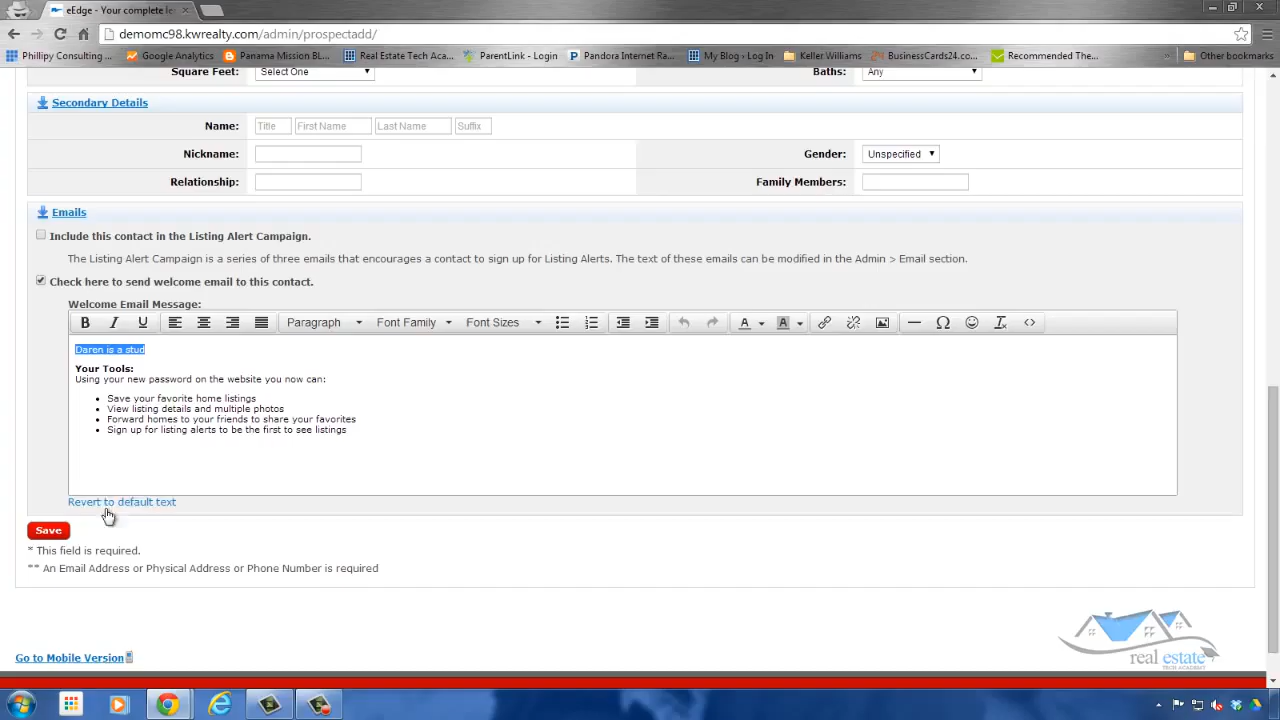 eEdge - Your complete le
demomc98.kwrealty.com/admin/prospectadd/
Phillipy Consulting ...
Google Analytics
Panama Mission BL...
Real Estate Tech Aca...
ParentLink - Login
Pandora Internet Ra...
My Blog › Log In
Keller Williams
BusinessCards24.co...
Recommended The...
»
Other bookmarks
Square Feet: Select One Baths: Any
Secondary Details
Name: Title First Name Last Name Suffix
Nickname: Gender: Unspecified
Relationship: Family Members:
Emails
Include this contact in the Listing Alert Campaign.
The Listing Alert Campaign is a series of three emails that encourages a contact to sign up for Listing Alerts. The text of these emails can be modified in the Admin > Email section.
Check here to send welcome email to this contact.
Welcome Email Message:
B I U Paragraph Font Family Font Sizes A A
Daren is a stud
Your Tools:
Using your new password on the website you now can:
• Save your favorite home listings
• View listing details and multiple photos
• Forward homes to your friends to share your favorites
• Sign up for listing alerts to be the first to see listings
Revert to default text
Save
* This field is required.
** An Email Address or Physical Address or Phone Number is required
real estate
TECH ACADEMY
Go to Mobile Version